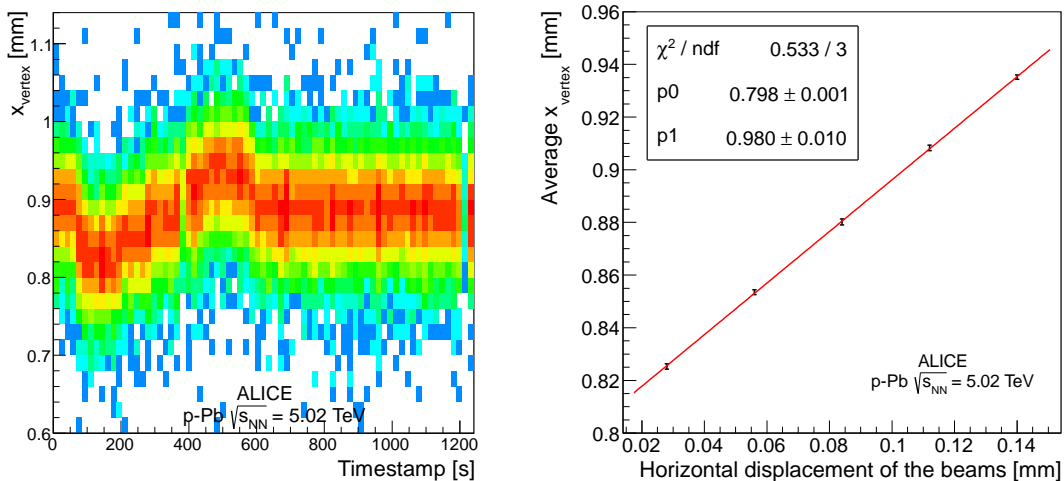 x_vertex [mm]
1.1
1
0.9
0.8
0.7
0.6
0 200 400 600 800 1000 1200
Timestamp [s]
ALICE
p-Pb √s_NN = 5.02 TeV
Average x_vertex [mm]
0.96
0.94
0.92
0.9
0.88
0.86
0.84
0.82
0.8
χ² / ndf 0.533 / 3
p0 0.798 ± 0.001
p1 0.980 ± 0.010
ALICE
p-Pb √s_NN = 5.02 TeV
0.02 0.04 0.06 0.08 0.1 0.12 0.14
Horizontal displacement of the beams [mm]